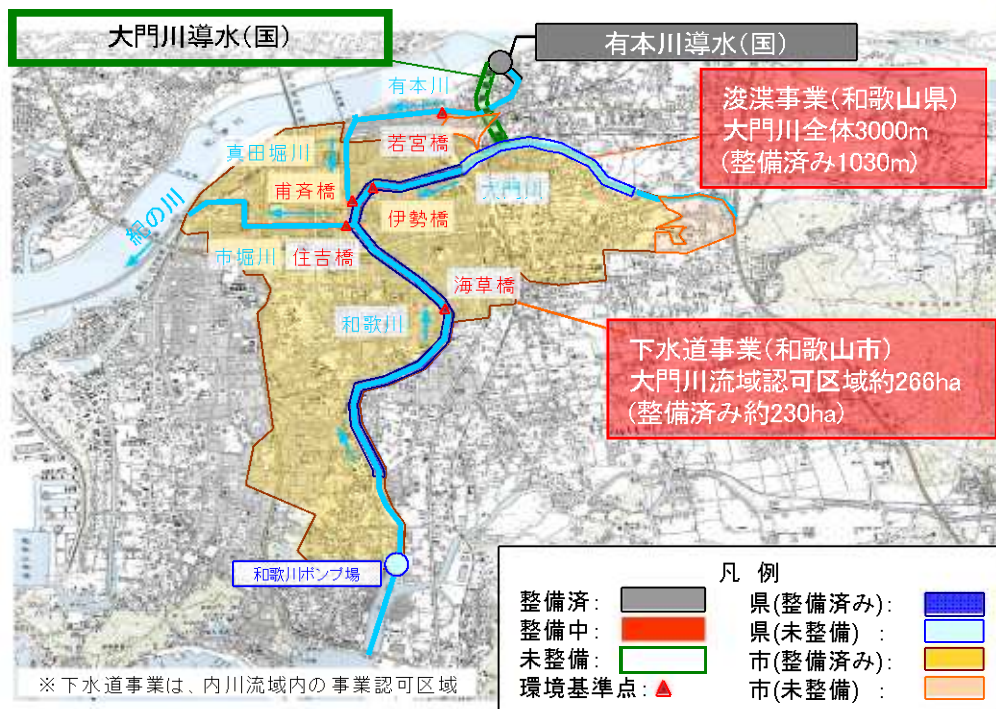 大門川導水(国)
有本川導水(国)
有本川
浚渫事業(和歌山県)
大門川全体3000m
(整備済み1030m)
若宮橋
真田堀川
大門川
甫斉橋
伊勢橋
紀の川
市堀川
住吉橋
海草橋
和歌川
下水道事業(和歌山市)
大門川流域認可区域約266ha
(整備済み約230ha)
和歌川ポンプ場
凡 例
整備済:
県(整備済み):
整備中:
県(未整備) :
未整備:
市(整備済み):
環境基準点:
市(未整備) :
※下水道事業は、内川流域内の事業認可区域